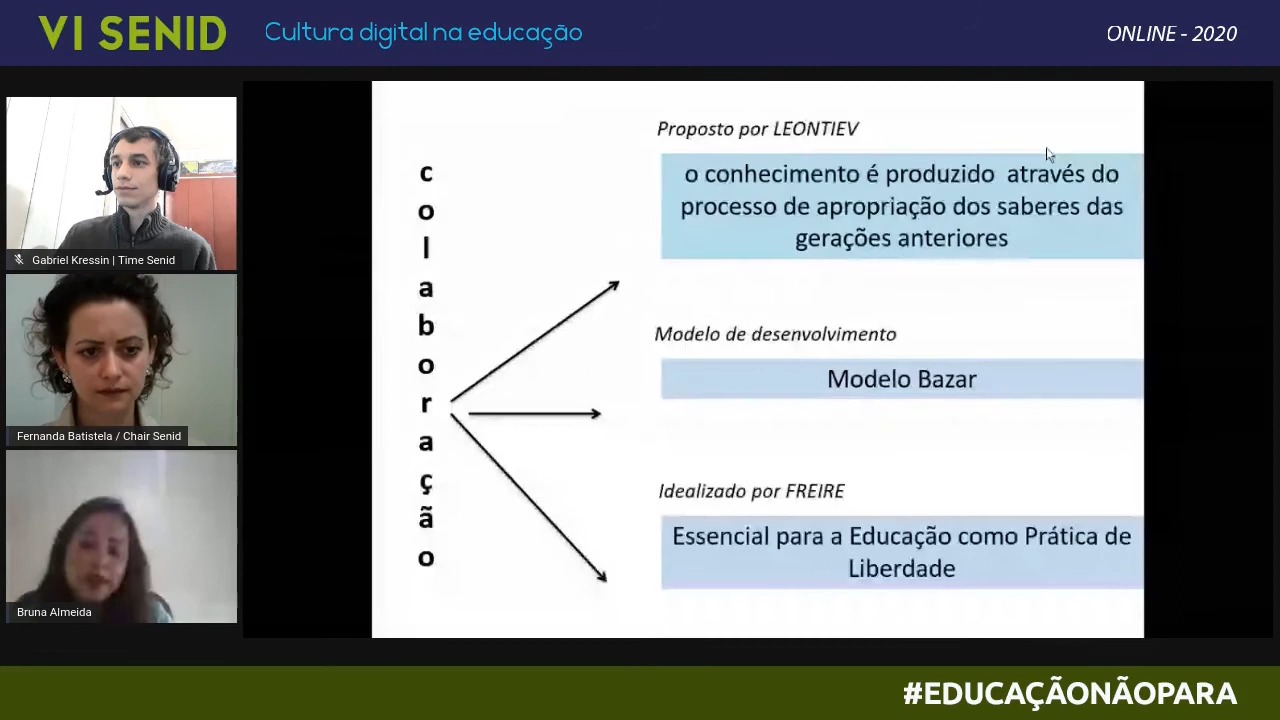 VI SENID
Cultura digital na educação
ONLINE - 2020
Gabriel Kressin | Time Senid
Fernanda Batistela / Chair Senid
Bruna Almeida
c
o
l
a
b
o
r
a
ç
ã
o
Proposto por LEONTIEV
o conhecimento é produzido através do
processo de apropriação dos saberes das
gerações anteriores
Modelo de desenvolvimento
Modelo Bazar
Idealizado por FREIRE
Essencial para a Educação como Prática de
Liberdade
#EDUCAÇÃONÃOPARA